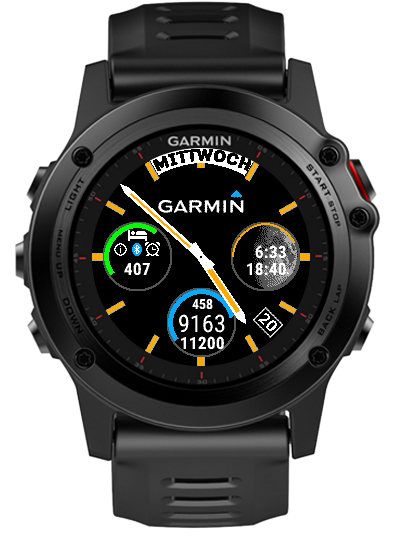 GARMIN
MITTWOCH
LIGHT
START STOP
GARMIN
MENU UP
6:33
18:40
407
458
9163
11200
20
DOWN
BACK LAP
30